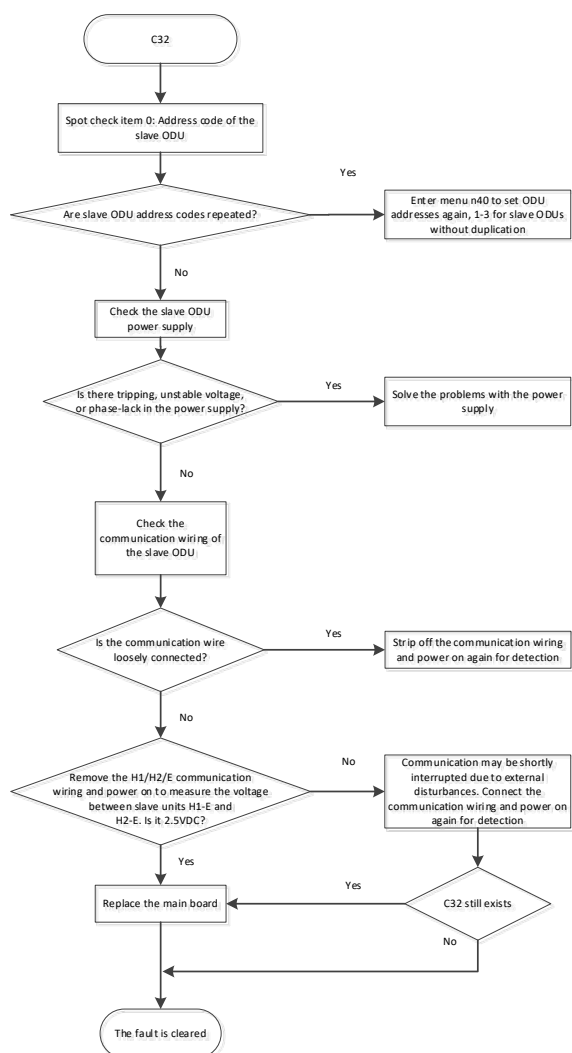 C32
Spot check item 0: Address code of the
slave ODU
Yes
Are slave ODU address codes repeated?
Enter menu n40 to set ODU
addresses again, 1-3 for slave ODUs
without duplication
No
Check the slave ODU
power supply
Is there tripping, unstable voltage,
or phase-lack in the power supply?
Yes
Solve the problems with the power
supply
No
Check the
communication wiring of
the slave ODU
Is the communication wire
loosely connected?
Yes
Strip off the communication wiring
and power on again for detection
No
Remove the H1/H2/E communication
wiring and power on to measure the voltage
between slave units H1-E and
H2-E. Is it 2.5VDC?
No
Communication may be shortly
interrupted due to external
disturbances. Connect the
communication wiring and power on
again for detection
Yes
Replace the main board
Yes
C32 still exists
No
The fault is cleared